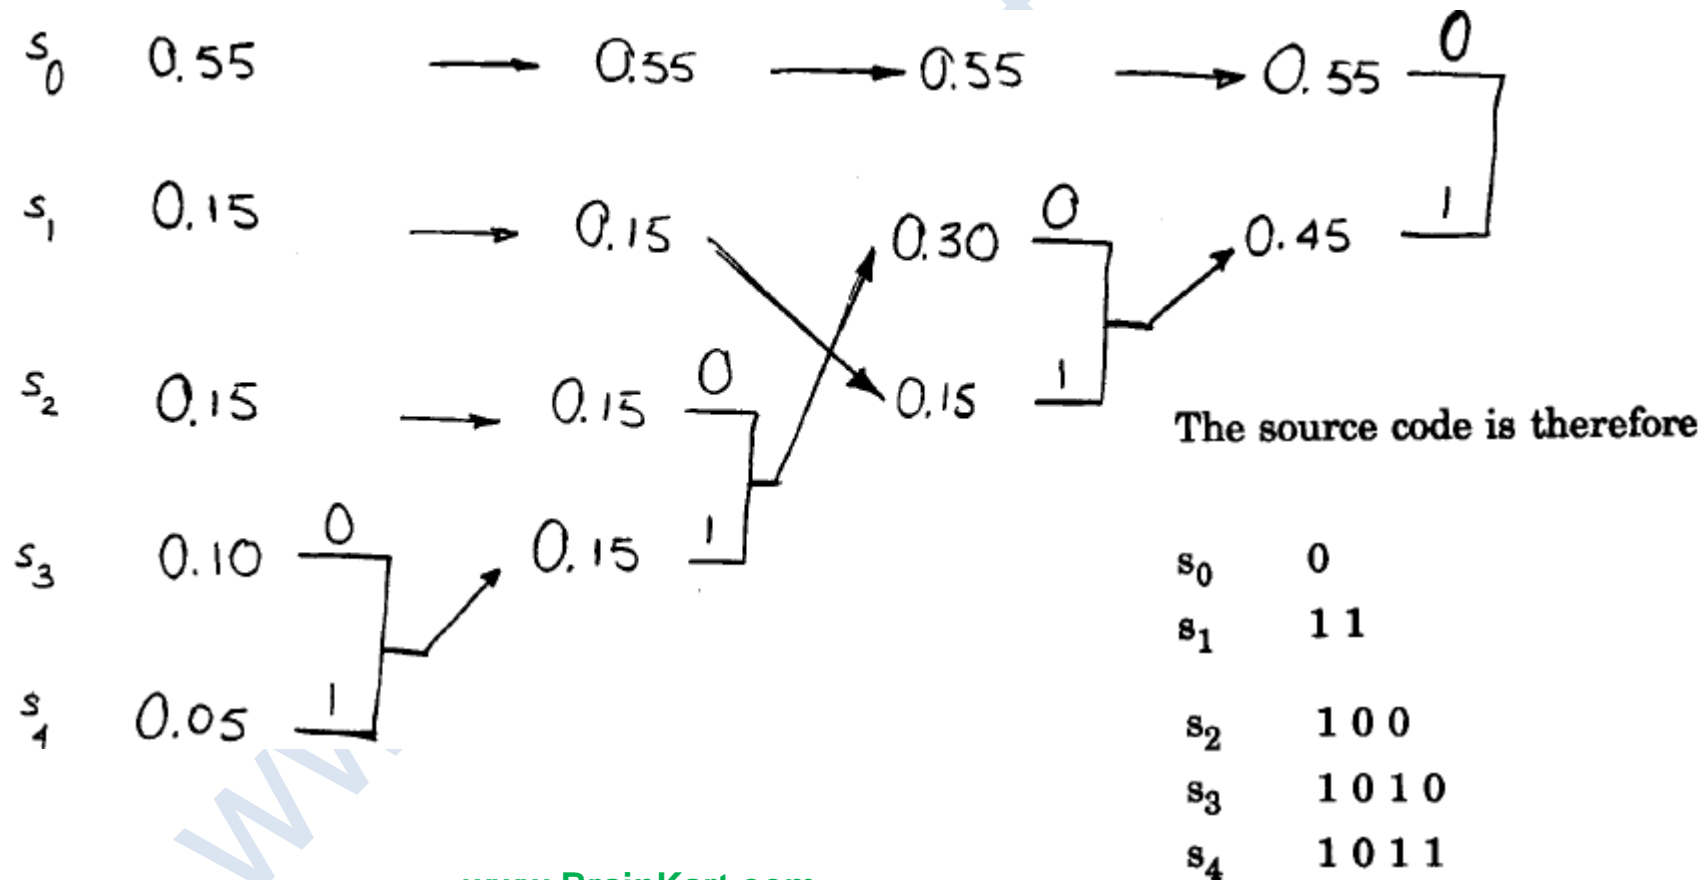 0
s0 0.55 0.55 0.55 0.55
1
s1 0.15 0.15 0.30 0 0.45
s2 0.15 0.15 0 0.15 1
The source code is therefore
s3 0.10 0 0.15 1
s4 0.05 1
s0 0
s1 1 1
s2 1 0 0
s3 1 0 1 0
s4 1 0 1 1
www.BrainKart.com